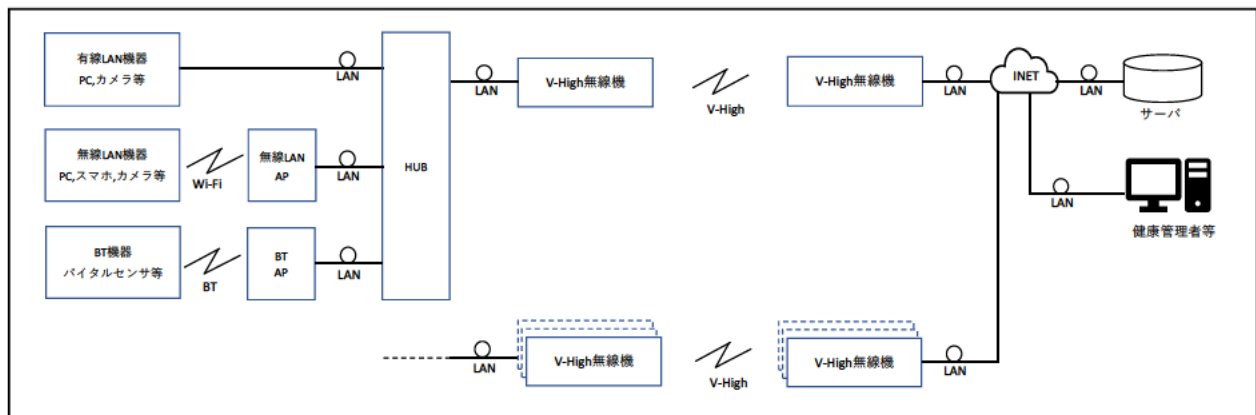 有線LAN機器
PC,カメラ等
LAN
HUB
LAN
V-High無線機
V-High
V-High無線機
LAN
INET
LAN
サーバ
無線LAN機器
PC,スマホ,カメラ等
Wi-Fi
無線LAN
AP
LAN
LAN
健康管理者等
BT機器
バイタルセンサ等
BT
BT
AP
LAN
LAN
V-High無線機
V-High
V-High無線機
LAN